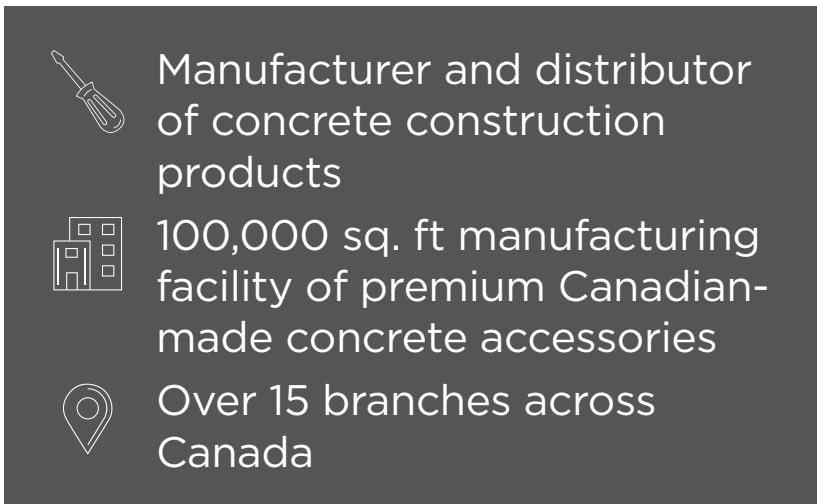 Manufacturer and distributor
of concrete construction
products
100,000 sq. ft manufacturing
facility of premium Canadian-
made concrete accessories
Over 15 branches across
Canada